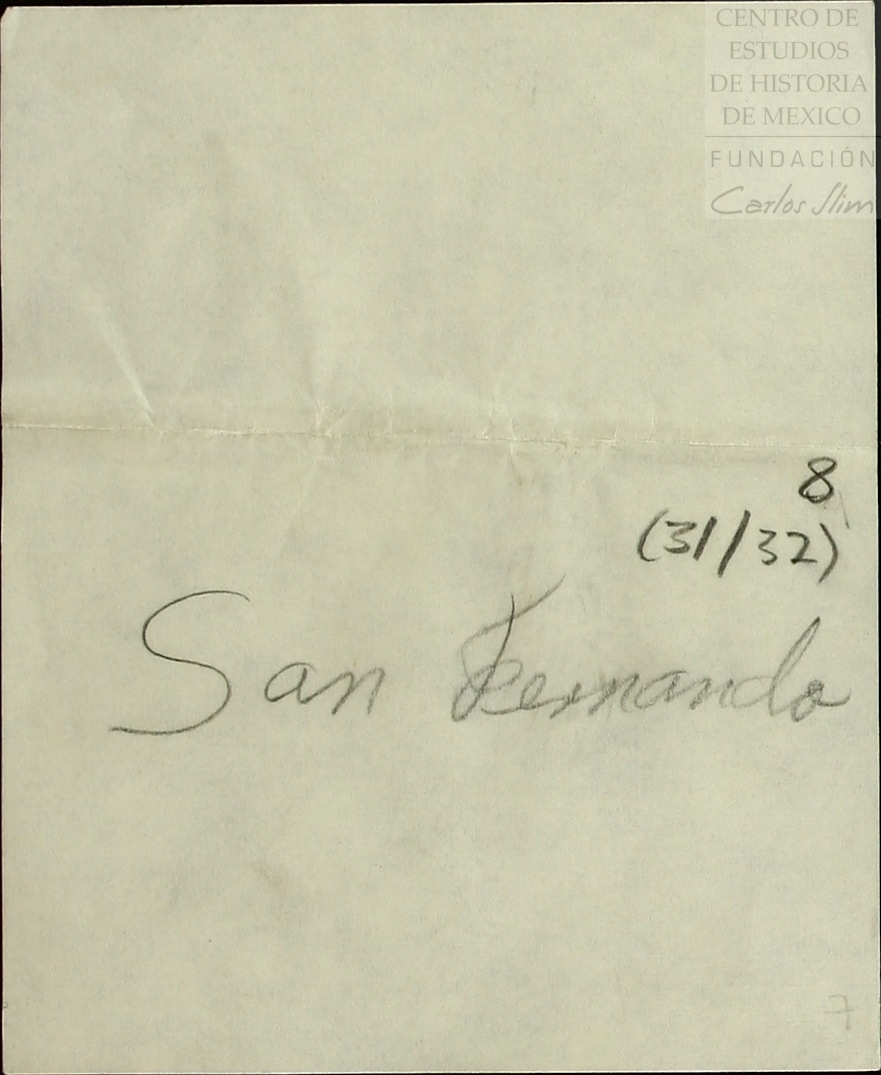 CENTRO DE
ESTUDIOS
DE HISTORIA
DE MEXICO
FUNDACIÓN
Carlos Slim
8
(31/32)
San Fernando
7